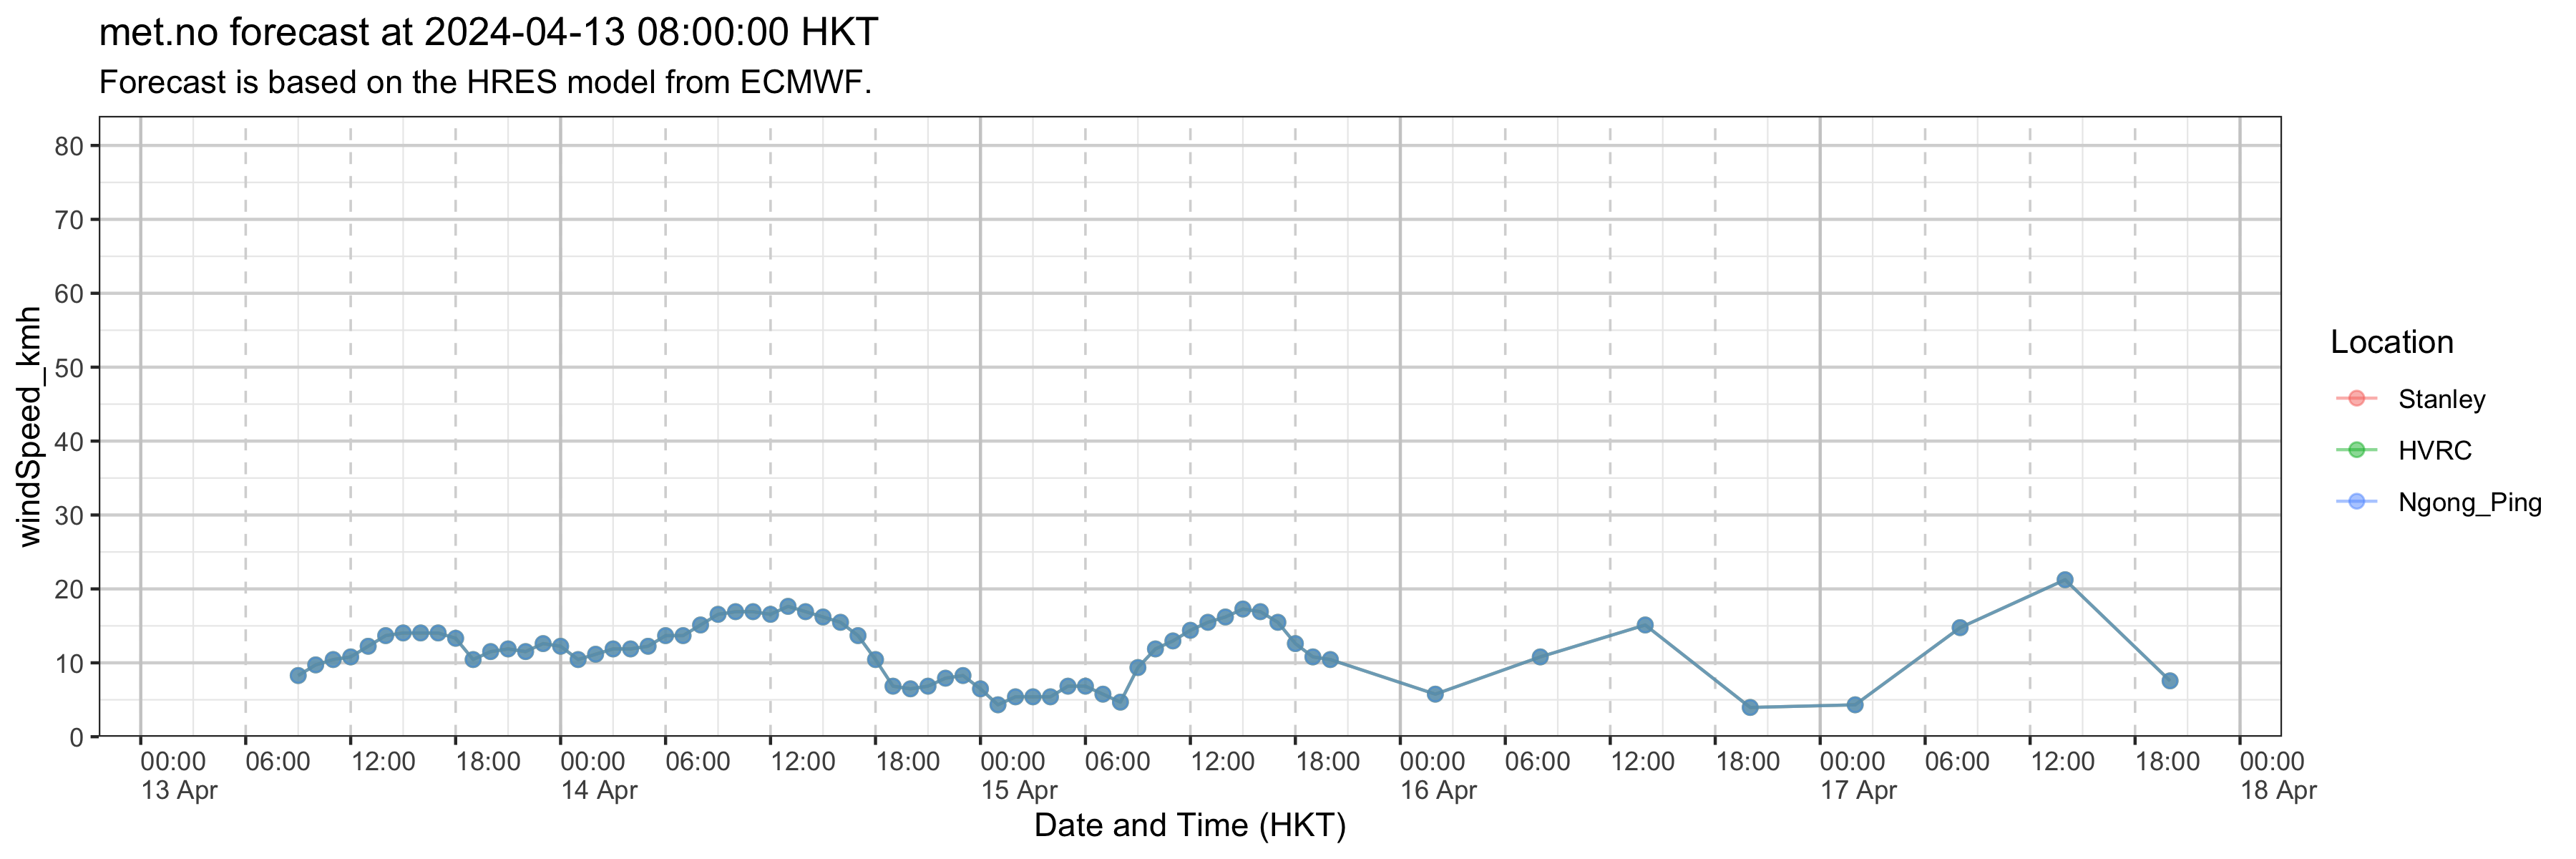 met.no forecast at 2024-04-13 08:00:00 HKT
Forecast is based on the HRES model from ECMWF.
windSpeed_kmh
80
70
60
50
40
30
20
10
0
00:00 06:00 12:00 18:00 00:00 06:00 12:00 18:00 00:00 06:00 12:00 18:00 00:00 06:00 12:00 18:00 00:00 06:00 12:00 18:00 00:00
13 Apr 14 Apr 15 Apr 16 Apr 17 Apr 18 Apr
Date and Time (HKT)
Location
Stanley
HVRC
Ngong_Ping